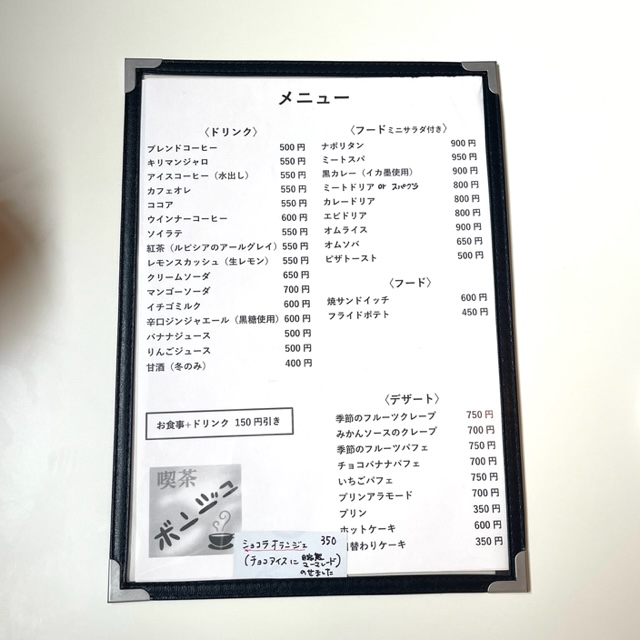 メニュー
〈ドリンク〉
ブレンドコーヒー 500円
キリマンジャロ 550円
アイスコーヒー（水出し） 550円
カフェオレ 550円
ココア 550円
ウインナーコーヒー 600円
ソイラテ 550円
紅茶（ルピシアのアールグレイ） 550円
レモンスカッシュ（生レモン） 550円
クリームソーダ 650円
マンゴーソーダ 700円
イチゴミルク 600円
辛口ジンジャエール（黒糖使用） 600円
バナナジュース 500円
りんごジュース 500円
甘酒（冬のみ） 400円
お食事+ドリンク 150円引き
喫茶
ボンジュ
〈フードミニサラダ付き〉
ナポリタン 900円
ミートスパ 950円
黒カレー（イカ墨使用） 900円
ミートドリア or スパゲッティ 800円
カレードリア 800円
エビドリア 800円
オムライス 900円
オムソバ 650円
ピザトースト 500円
〈フード〉
焼サンドイッチ 600円
フライドポテト 450円
〈デザート〉
季節のフルーツクレープ 750円
みかんソースのクレープ 700円
季節のフルーツパフェ 750円
チョコバナナパフェ 700円
いちごパフェ 750円
プリンアラモード 700円
プリン 350円
ホットケーキ 600円
替わりケーキ 350円
ショコラオランジェ 350
(チョコアイスに自家製マーマレード)
のせました